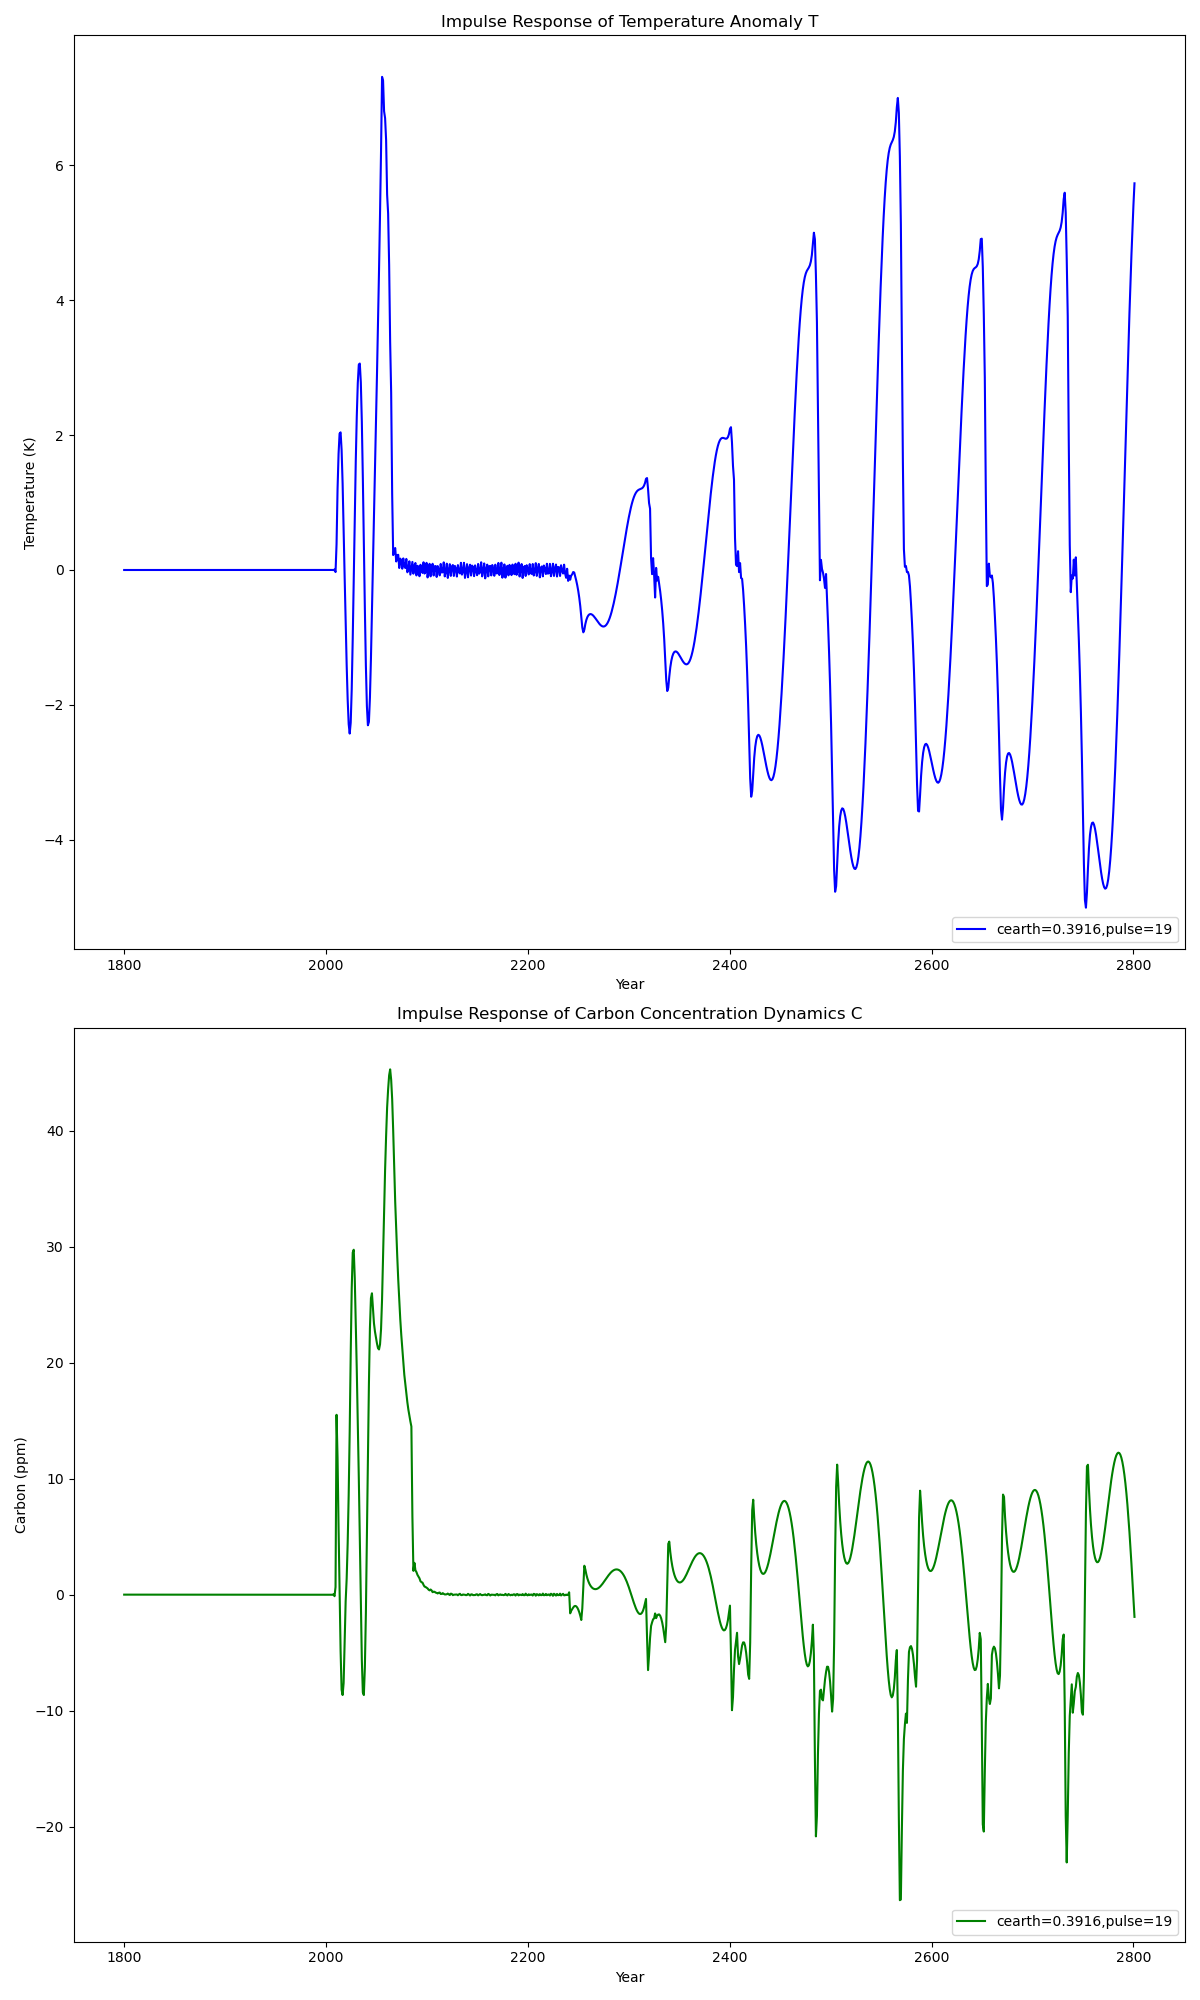 Impulse Response of Temperature Anomaly T
6
4
2
0
−2
−4
Temperature (K)
cearth=0.3916,pulse=19
1800 2000 2200 2400 2600 2800
Year
Impulse Response of Carbon Concentration Dynamics C
40
30
20
10
0
−10
−20
Carbon (ppm)
cearth=0.3916,pulse=19
1800 2000 2200 2400 2600 2800
Year